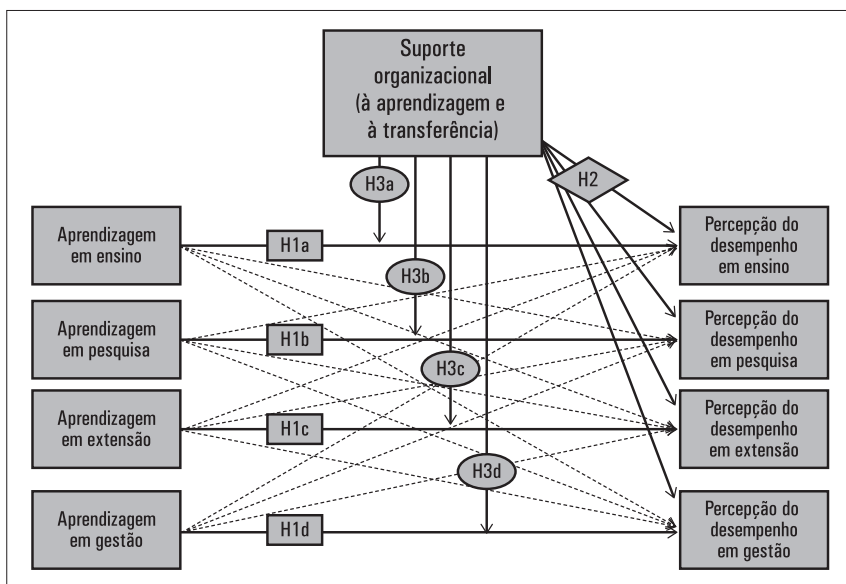 Suporte
organizacional
(à aprendizagem e
à transferência)
H3a
H2
Aprendizagem
em ensino
H1a
Percepção do
desempenho
em ensino
H3b
Aprendizagem
em pesquisa
H1b
Percepção do
desempenho
em pesquisa
H3c
Aprendizagem
em extensão
H1c
Percepção do
desempenho
em extensão
H3d
Aprendizagem
em gestão
H1d
Percepção do
desempenho
em gestão